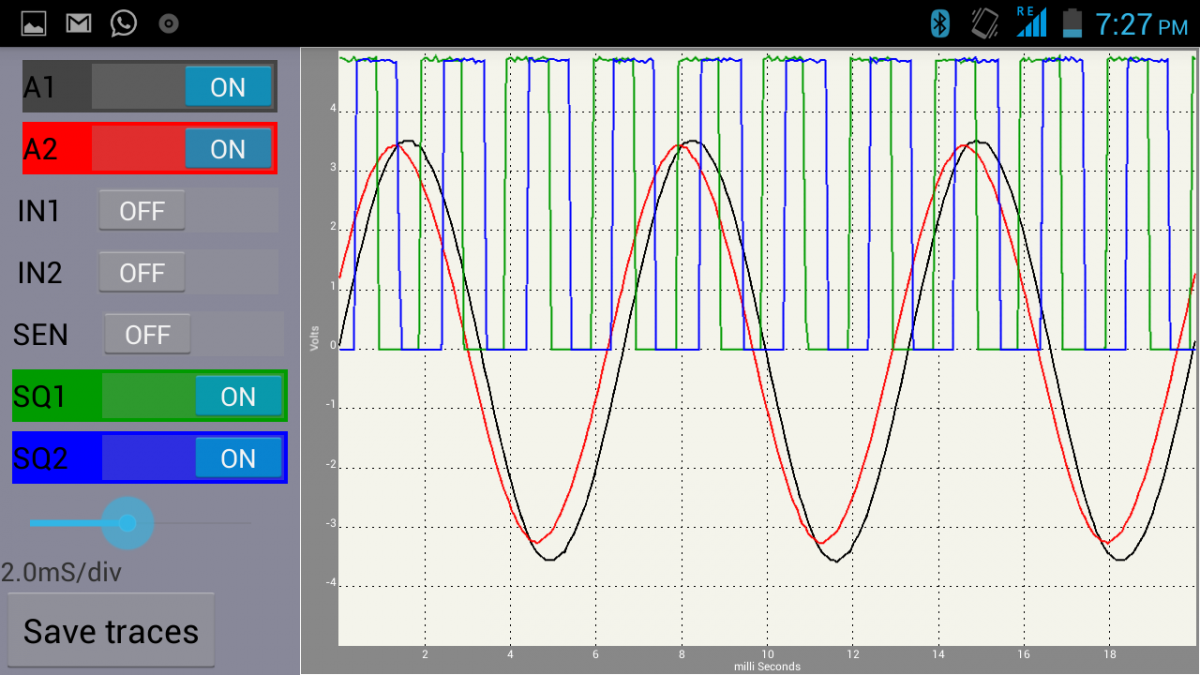 RE
7:27 PM
A1 ON
A2 ON
IN1 OFF
IN2 OFF
SEN OFF
SQ1 ON
SQ2 ON
2.0mS/div
Save traces
Volts
4
3
2
1
0
-1
-2
-3
-4
2 4 6 8 10 12 14 16 18
milli Seconds